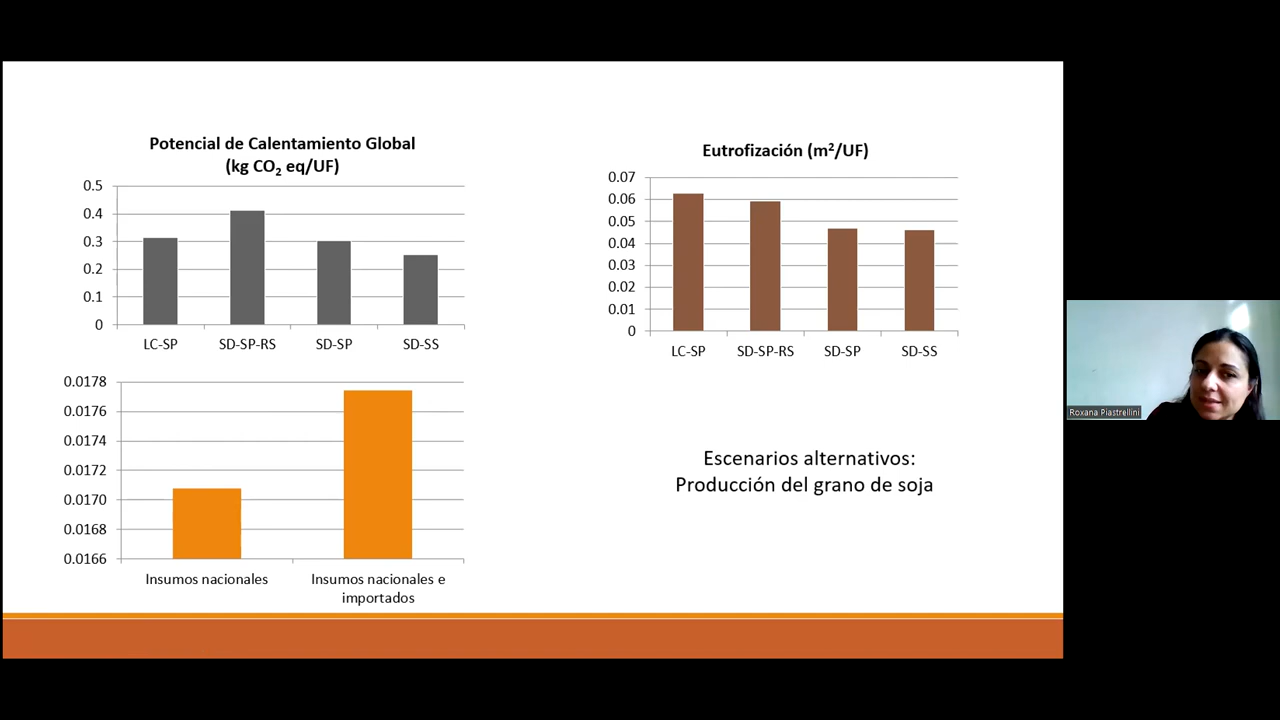 Potencial de Calentamiento Global
(kg CO₂ eq/UF)
0.5
0.4
0.3
0.2
0.1
0
LC-SP SD-SP-RS SD-SP SD-SS
Eutrofización (m²/UF)
0.07
0.06
0.05
0.04
0.03
0.02
0.01
0
LC-SP SD-SP-RS SD-SP SD-SS
0.0178
0.0176
0.0174
0.0172
0.0170
0.0168
0.0166
Insumos nacionales
Insumos nacionales e
importados
Escenarios alternativos:
Producción del grano de soja
Roxana Piastrellini